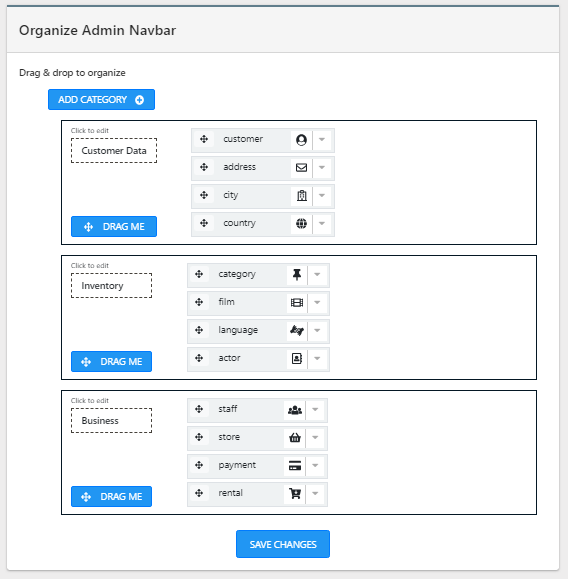 Organize Admin Navbar
Drag & drop to organize
ADD CATEGORY
Click to edit
Customer Data
DRAG ME
customer
address
city
country
Click to edit
Inventory
DRAG ME
category
film
language
actor
Click to edit
Business
DRAG ME
staff
store
payment
rental
SAVE CHANGES